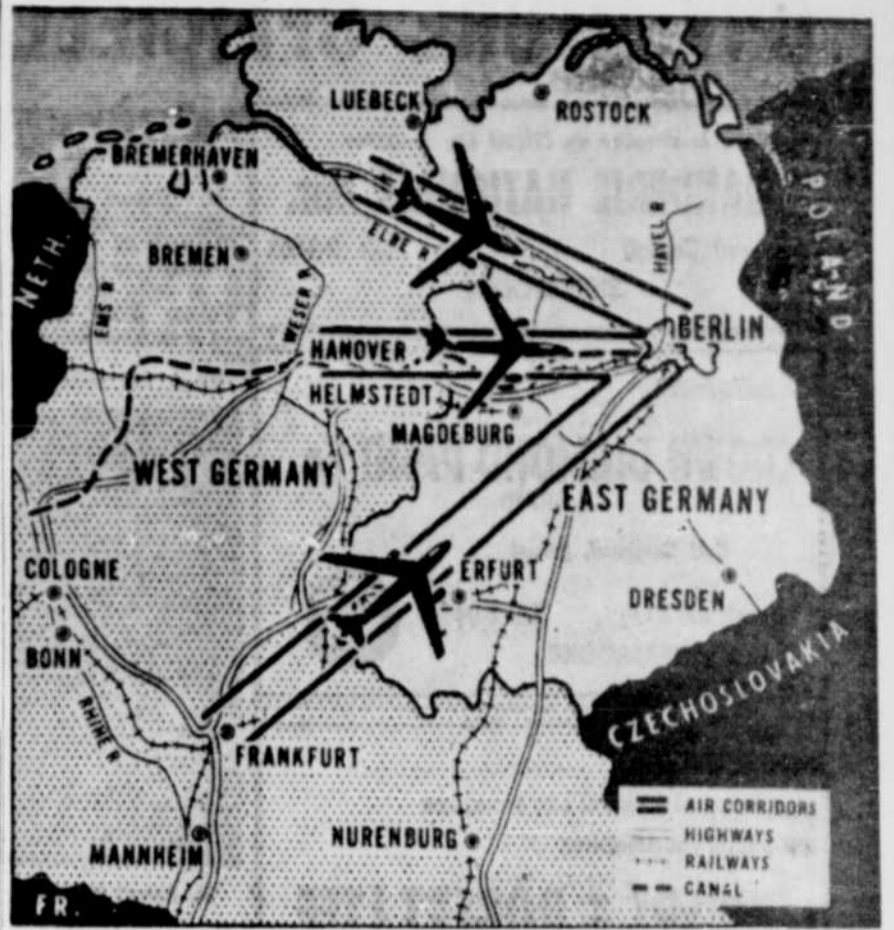 LUEBECK
ROSTOCK
BREMERHAVEN
POLAND
NETH.
BREMEN
ELBE R
HAVEL R
EMS R
WESER R
BERLIN
HANOVER
HELMSTEDT
MAGDEBURG
WEST GERMANY
EAST GERMANY
COLOGNE
ERFURT
DRESDEN
BONN
CZECHOSLOVAKIA
RHINE R
FRANKFURT
MANNHEIM
NURENBURG
FR.
AIR CORRIDORS
HIGHWAYS
RAILWAYS
CANAL